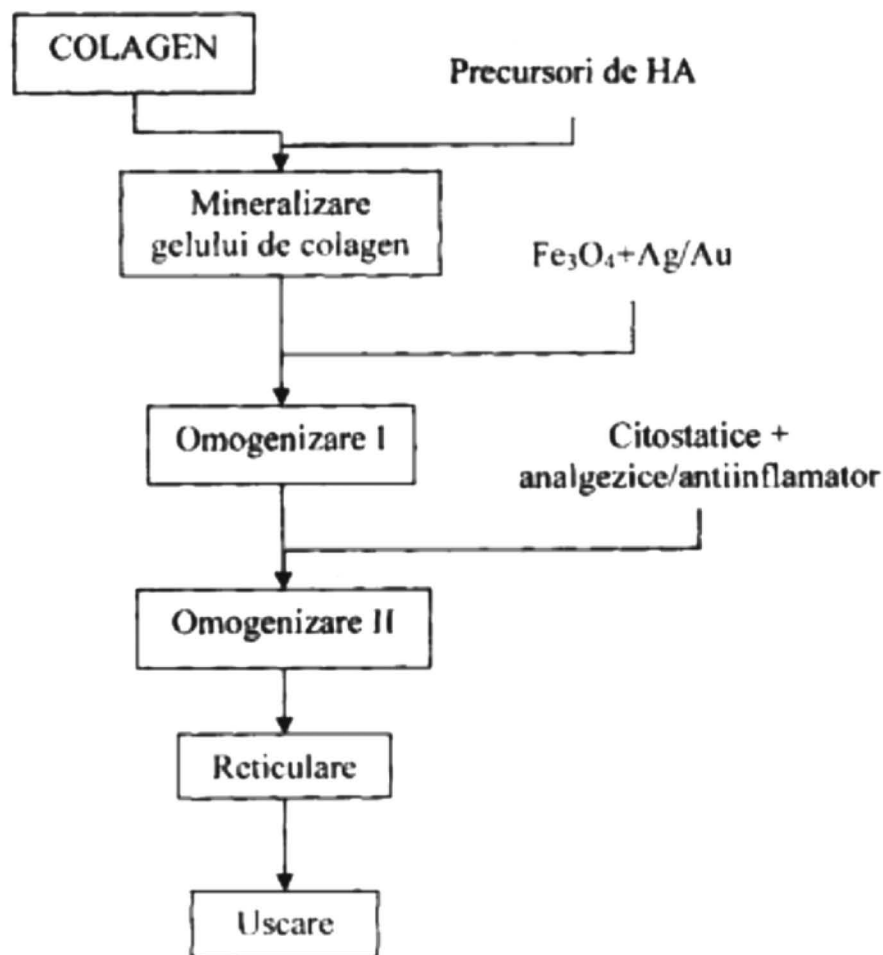 COLAGEN
Precursori de HA
Mineralizare
gelului de colagen
Fe₃O₄+Ag/Au
Omogenizare I
Citostatice +
analgezice/antiinflamator
Omogenizare II
Reticulare
Uscare